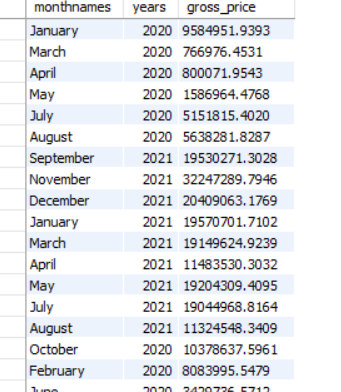 monthnames years gross_price
January 2020 9584951.9393
March 2020 766976.4531
April 2020 800071.9543
May 2020 1586964.4768
July 2020 5151815.4020
August 2020 5638281.8287
September 2021 19530271.3028
November 2021 32247289.7946
December 2021 20409063.1769
January 2021 19570701.7102
March 2021 19149624.9239
April 2021 11483530.3032
May 2021 19204309.4095
July 2021 19044968.8164
August 2021 11324548.3409
October 2020 10378637.5961
February 2020 8083995.5479
June 2020 3429736.5712